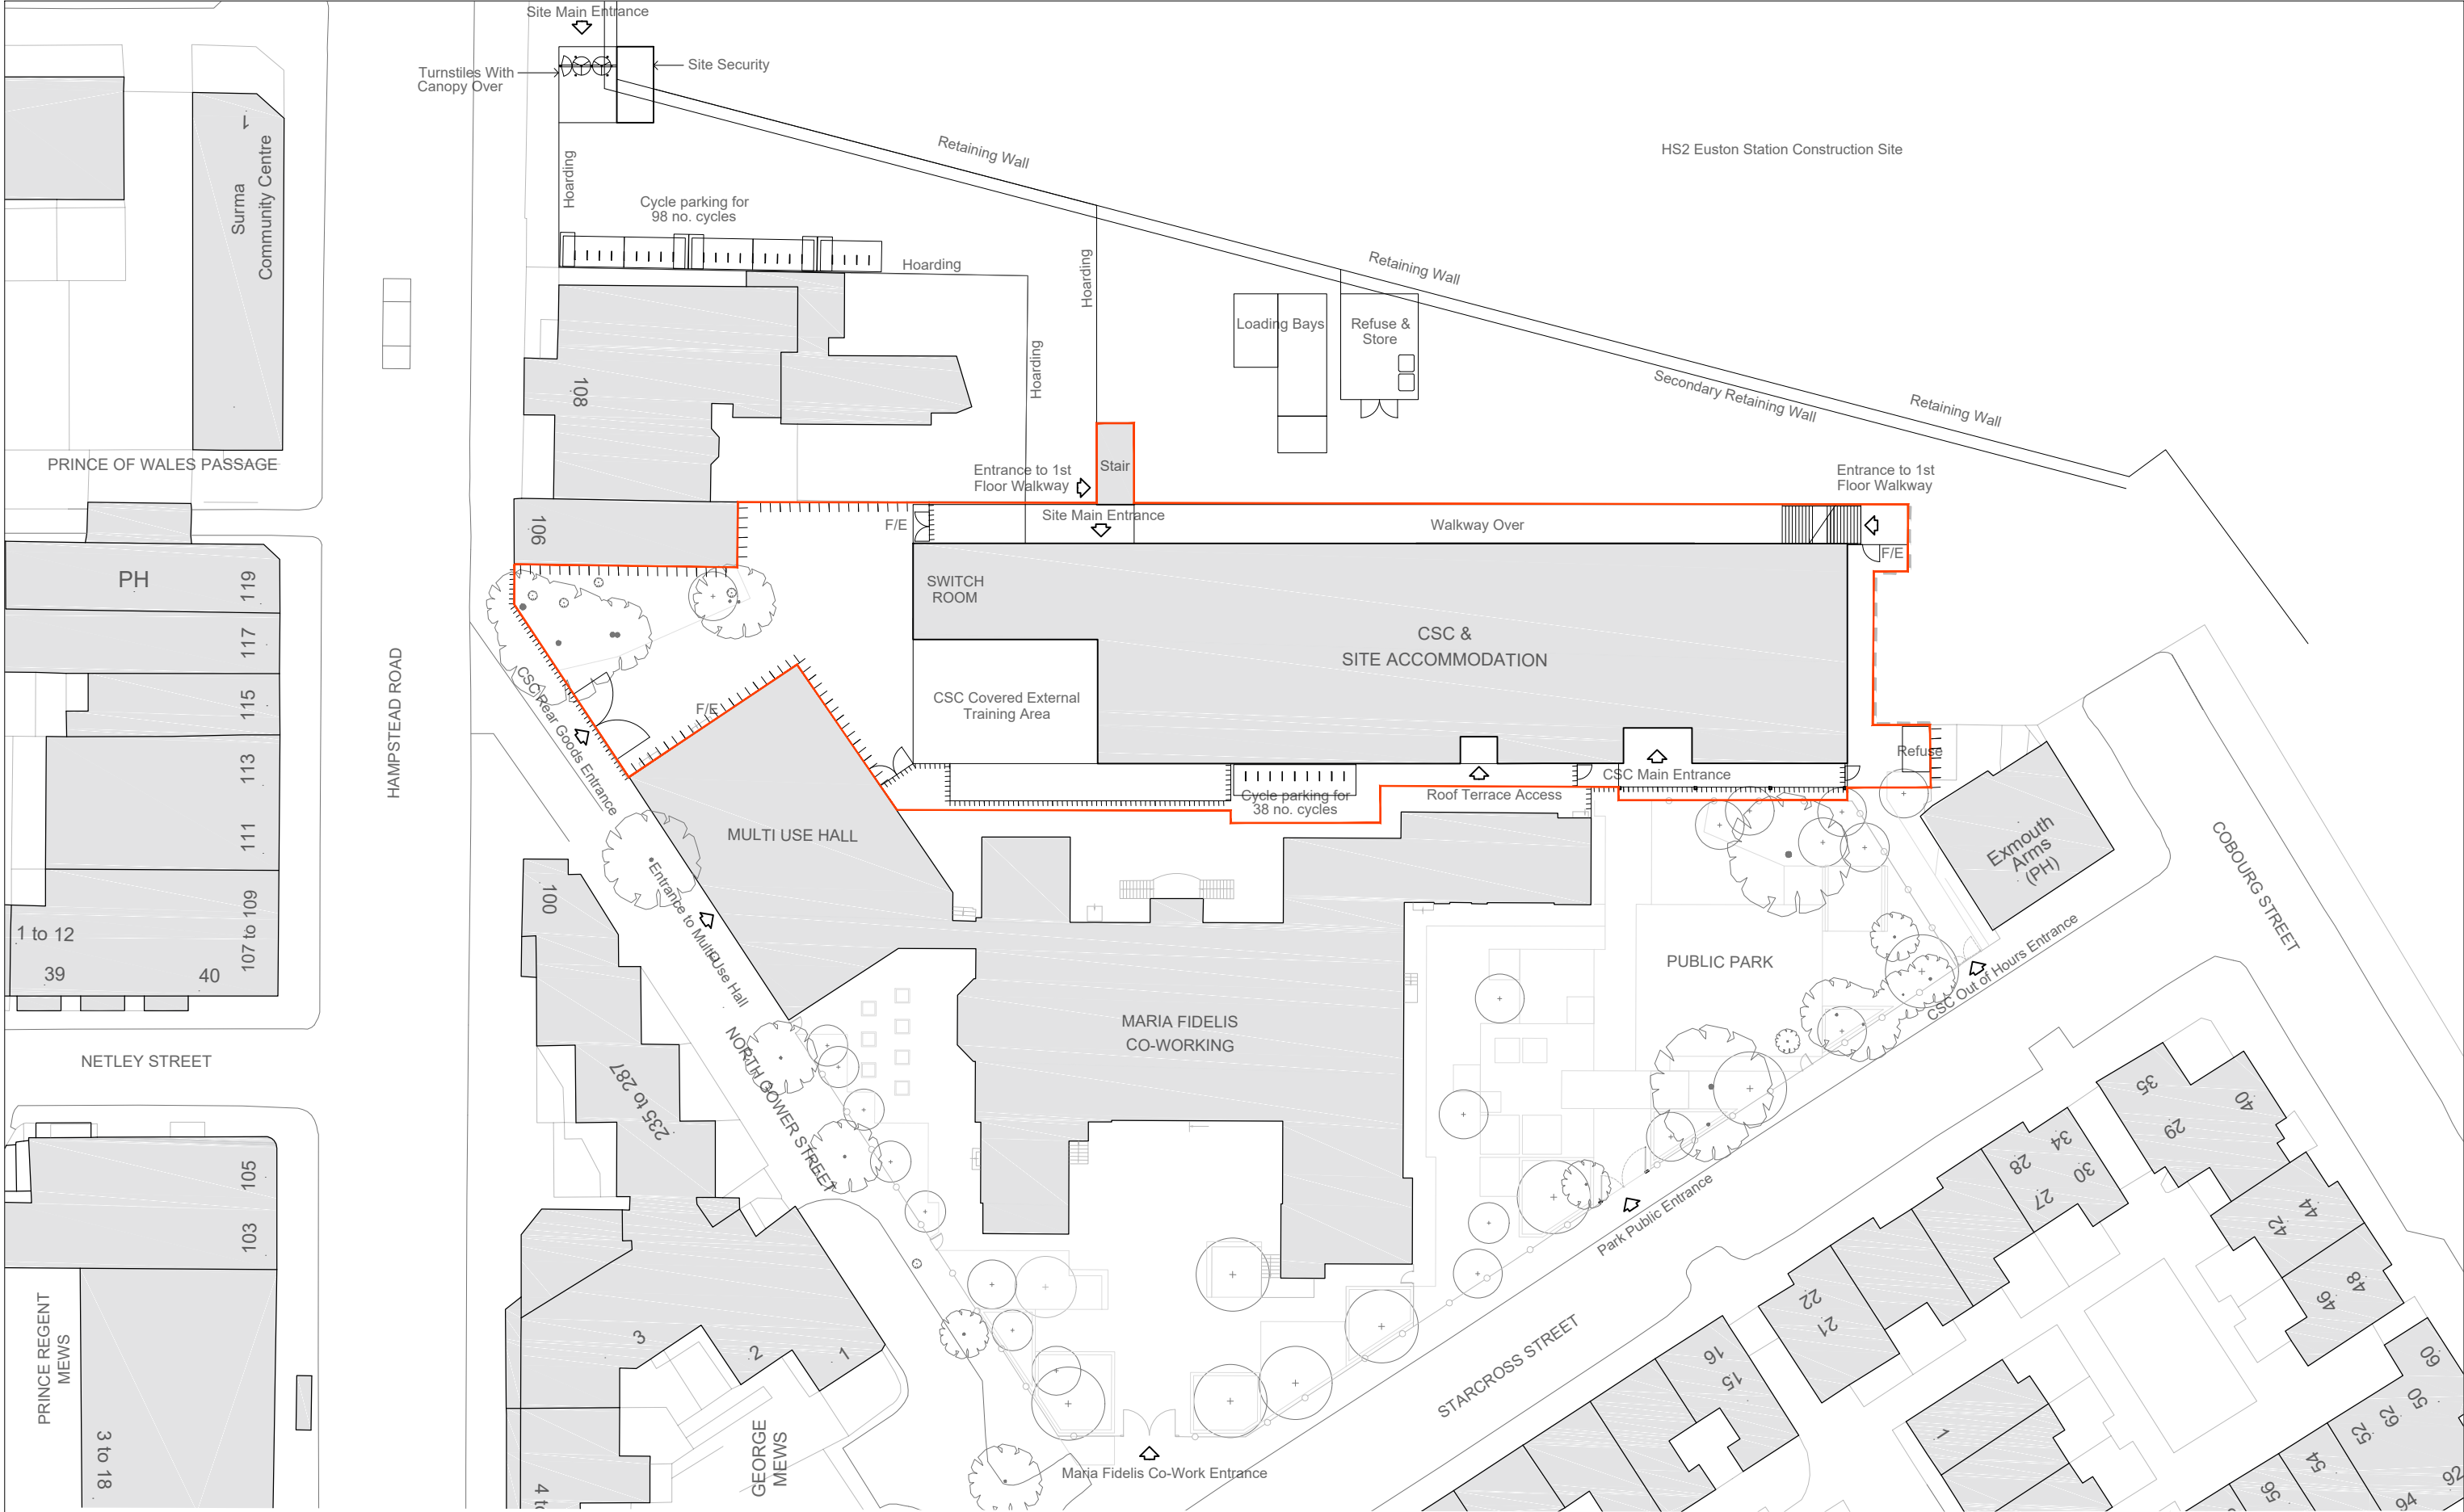 Site Main Entrance
Turnstiles With
Canopy Over
Site Security
Retaining Wall
HS2 Euston Station Construction Site
Hoarding
Cycle parking for
98 no. cycles
Hoarding
Hoarding
Hoarding
Retaining Wall
Loading Bays
Refuse &
Store
Secondary Retaining Wall
Retaining Wall
1
Surma
Community Centre
108
PRINCE OF WALES PASSAGE
Entrance to 1st
Floor Walkway
Stair
Entrance to 1st
Floor Walkway
106
F/E
Site Main Entrance
Walkway Over
F/E
PH
119
117
115
113
111
107 to 109
1 to 12
39
40
HAMPSTEAD ROAD
SWITCH
ROOM
CSC &
SITE ACCOMMODATION
CSC Covered External
Training Area
F/E
CSC Rear Goods Entrance
Refuse
CSC Main Entrance
Cycle parking for
38 no. cycles
Roof Terrace Access
MULTI USE HALL
Exmouth
Arms
(PH)
COBOURG STREET
100
Entrance to Multi Use Hall
PUBLIC PARK
CSC Out of Hours Entrance
MARIA FIDELIS
CO-WORKING
NETLEY STREET
235 to 287
NORTH GOWER STREET
35
40
29
34
28
30
27
44
42
48
46
105
103
Park Public Entrance
PRINCE REGENT
MEWS
3 to 18
3
2
1
22
21
STARCROSS STREET
16
15
GEORGE
MEWS
Maria Fidelis Co-Work Entrance
1
60
50
62
52
54
56
92
94